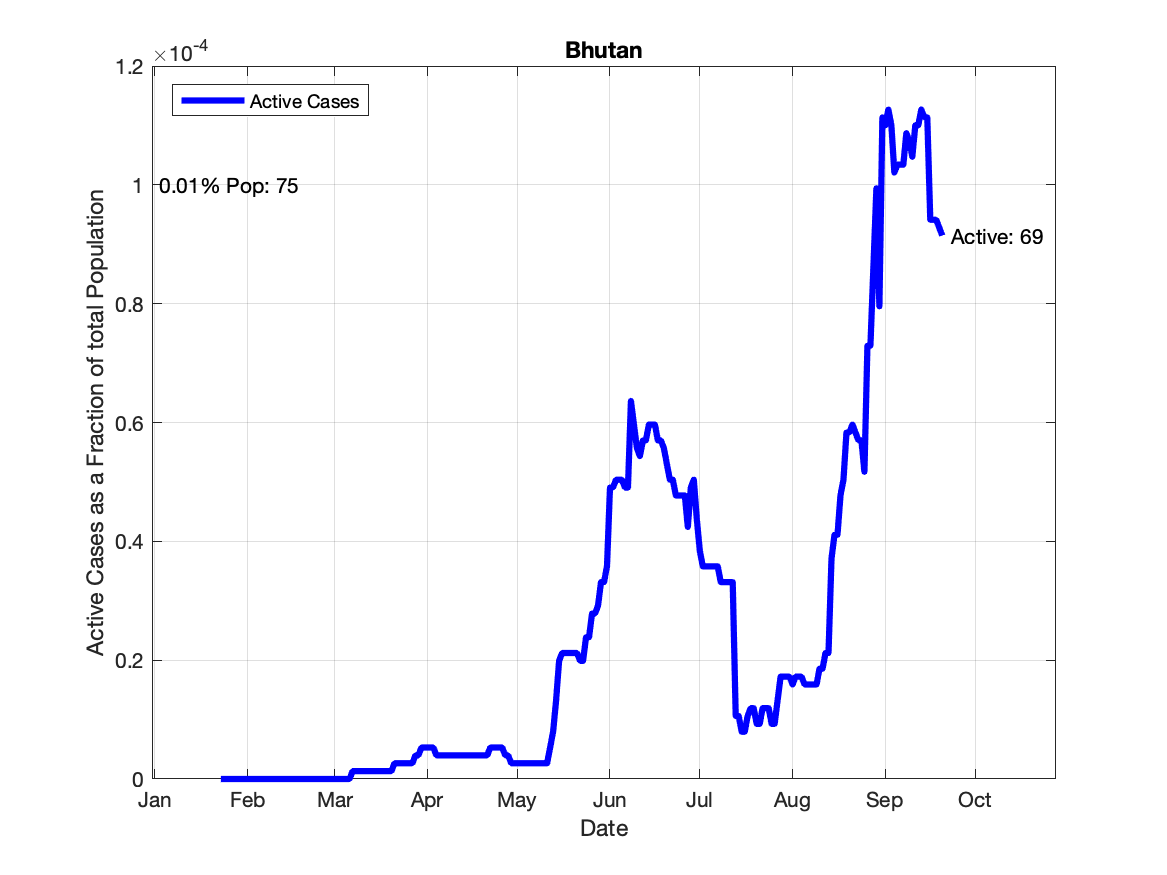 Bhutan
×10^-4
Active Cases
1.2
1
0.8
0.6
0.4
0.2
0
0.01% Pop: 75
Active: 69
Active Cases as a Fraction of total Population
Jan Feb Mar Apr May Jun Jul Aug Sep Oct
Date